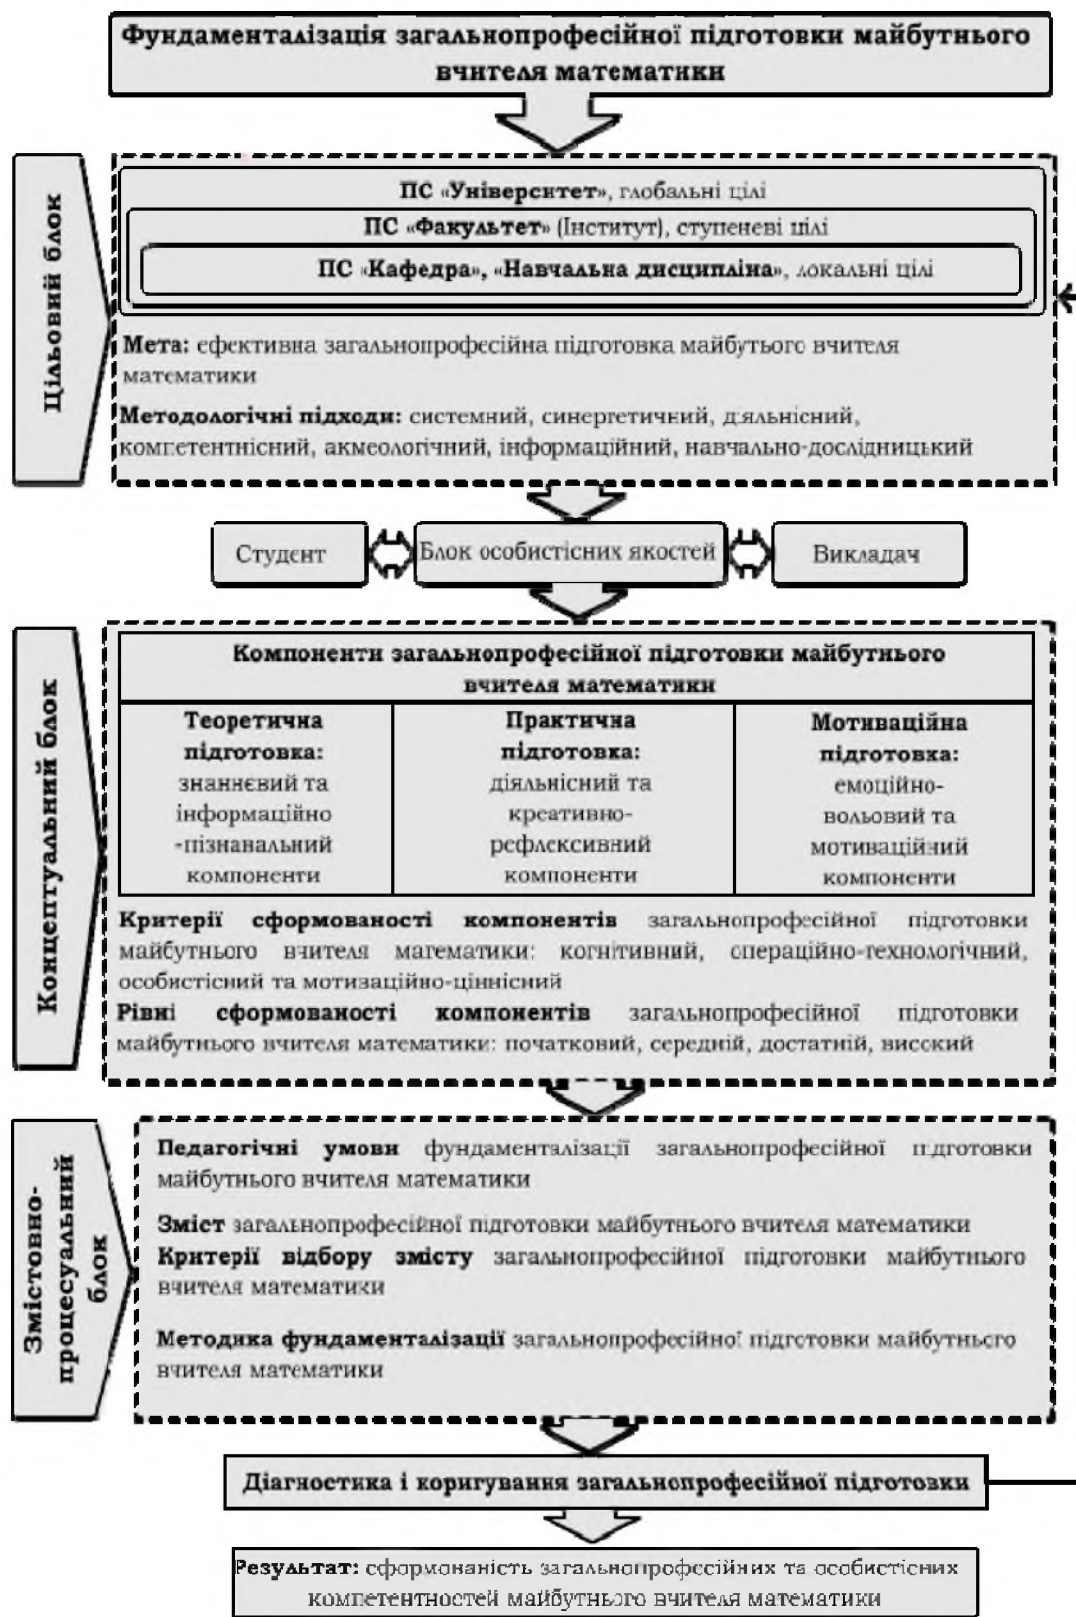 Фундаменталізація загальнопрофесійної підготовки майбутнього
вчителя математики
Цільовий блок
ПС «Університет», глобальні цілі
ПС «Факультет» (Інститут), ступеневі цілі
ПС «Кафедра», «Навчальна дисципліна», локальні цілі
Мета: ефективна загальнопрофесійна підготовка майбутього вчителя
математики
Методологічні підходи: системний, синергетичний, діяльнісний,
компетентнісний, акмеологічний, інформаційний, навчально-дослідницький
Студент
Блок особистісних якостей
Викладач
Концептуальний блок
Компоненти загальнопрофесійної підготовки майбутнього
вчителя математики
Теоретична
підготовка:
знаннєвий та
інформаційно
-пізнавальний
компоненти
Практична
підготовка:
діяльнісний та
креативно-
рефлексивний
компоненти
Мотиваційна
підготовка:
емоційно-
вольовий та
мотиваційний
компоненти
Критерії сформованості компонентів загальнопрофесійної підготовки
майбутнього вчителя математики: когнітивний, операційно-технологічний,
особистісний та мотиваційно-ціннісний
Рівні сформованості компонентів загальнопрофесійної підготовки
майбутнього вчителя математики: початковий, середній, достатній, високий
Змістовно-
процесуальний
блок
Педагогічні умови фундаменталізації загальнопрофесійної підготовки
майбутнього вчителя математики
Зміст загальнопрофесійної підготовки майбутнього вчителя математики
Критерії відбору змісту загальнопрофесійної підготовки майбутнього
вчителя математики
Методика фундаменталізації загальнопрофесійної підготовки майбутнього
вчителя математики
Діагностика і коригування загальнопрофесійної підготовки
Результат: сформованість загальнопрофесійних та особистісних
компетентностей майбутнього вчителя математики